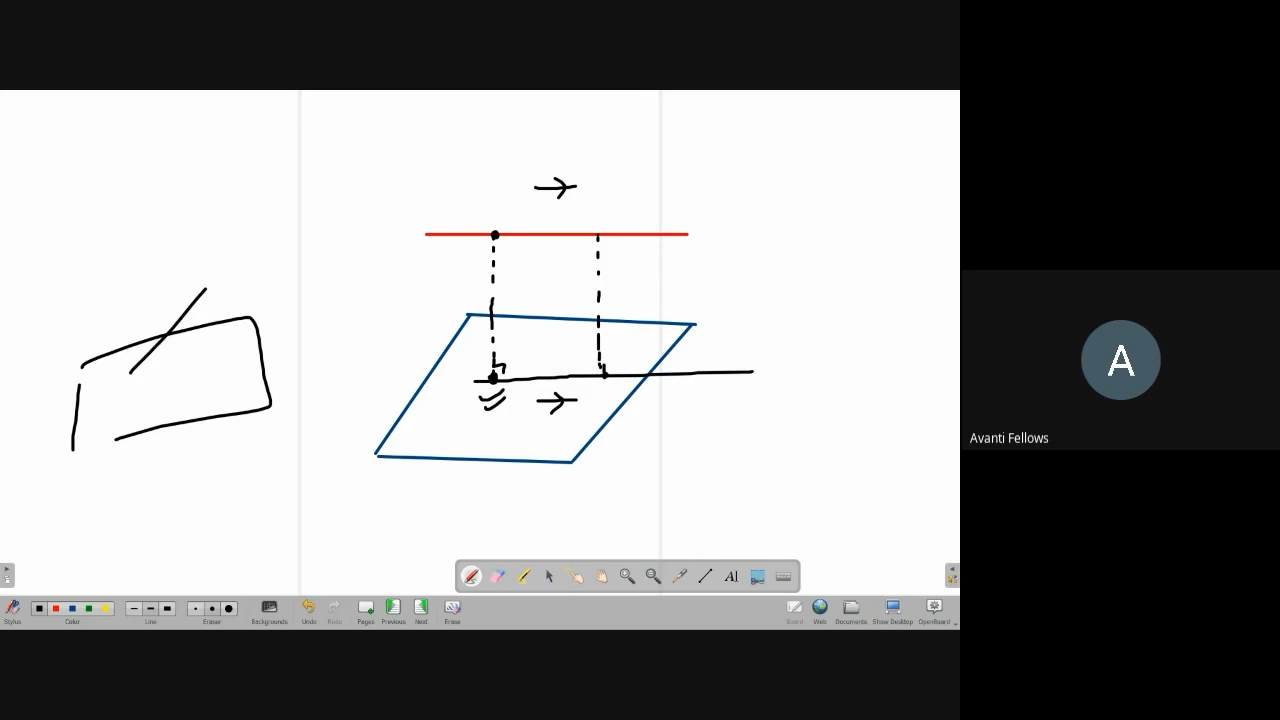 A
Avanti Fellows
AI
Stylus
Color
Line
Eraser
Backgrounds
Undo
Redo
Pages
Previous
Next
Erase
Board
Web
Documents
Show Desktop
OpenBoard